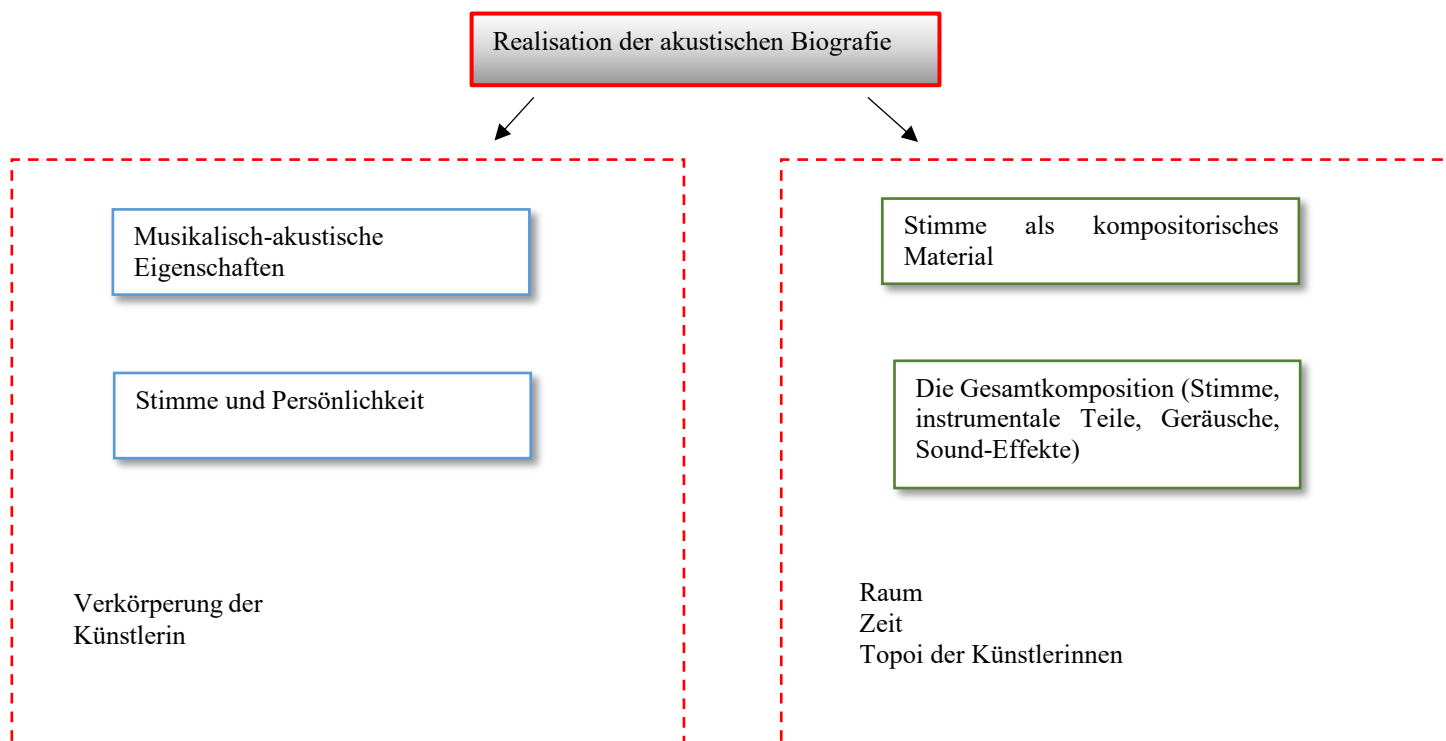 Realisation der akustischen Biografie
Musikalisch-akustische
Eigenschaften
Stimme und Persönlichkeit
Verkörperung der
Künstlerin
Stimme als kompositorisches
Material
Die Gesamtkomposition (Stimme,
instrumentale Teile, Geräusche,
Sound-Effekte)
Raum
Zeit
Topoi der Künstlerinnen